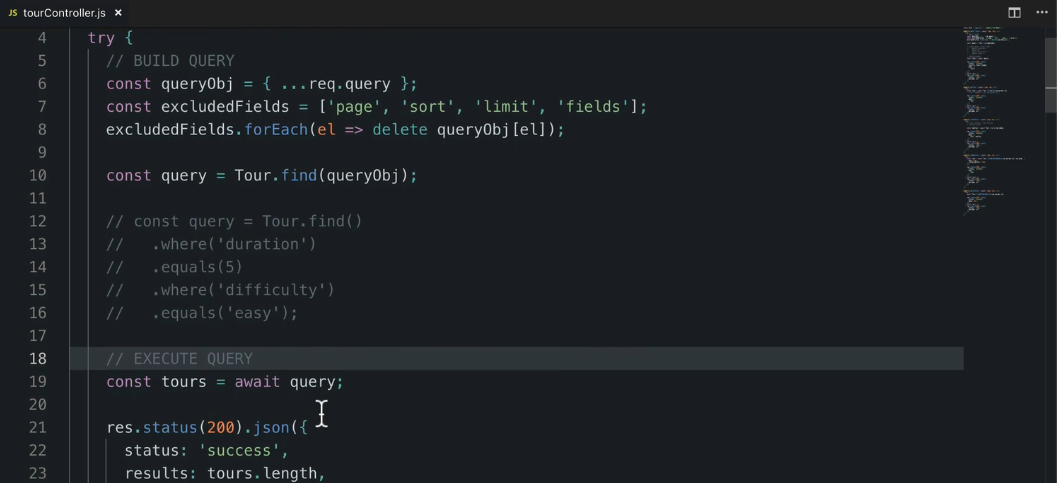 JS tourController.js ×
4 try {
5 // BUILD QUERY
6 const queryObj = { ...req.query };
7 const excludedFields = ['page', 'sort', 'limit', 'fields'];
8 excludedFields.forEach(el => delete queryObj[el]);
9
10 const query = Tour.find(queryObj);
11
12 // const query = Tour.find()
13 //   .where('duration')
14 //   .equals(5)
15 //   .where('difficulty')
16 //   .equals('easy');
17
18 // EXECUTE QUERY
19 const tours = await query;
20
21 res.status(200).json({
22 status: 'success',
23 results: tours.length,